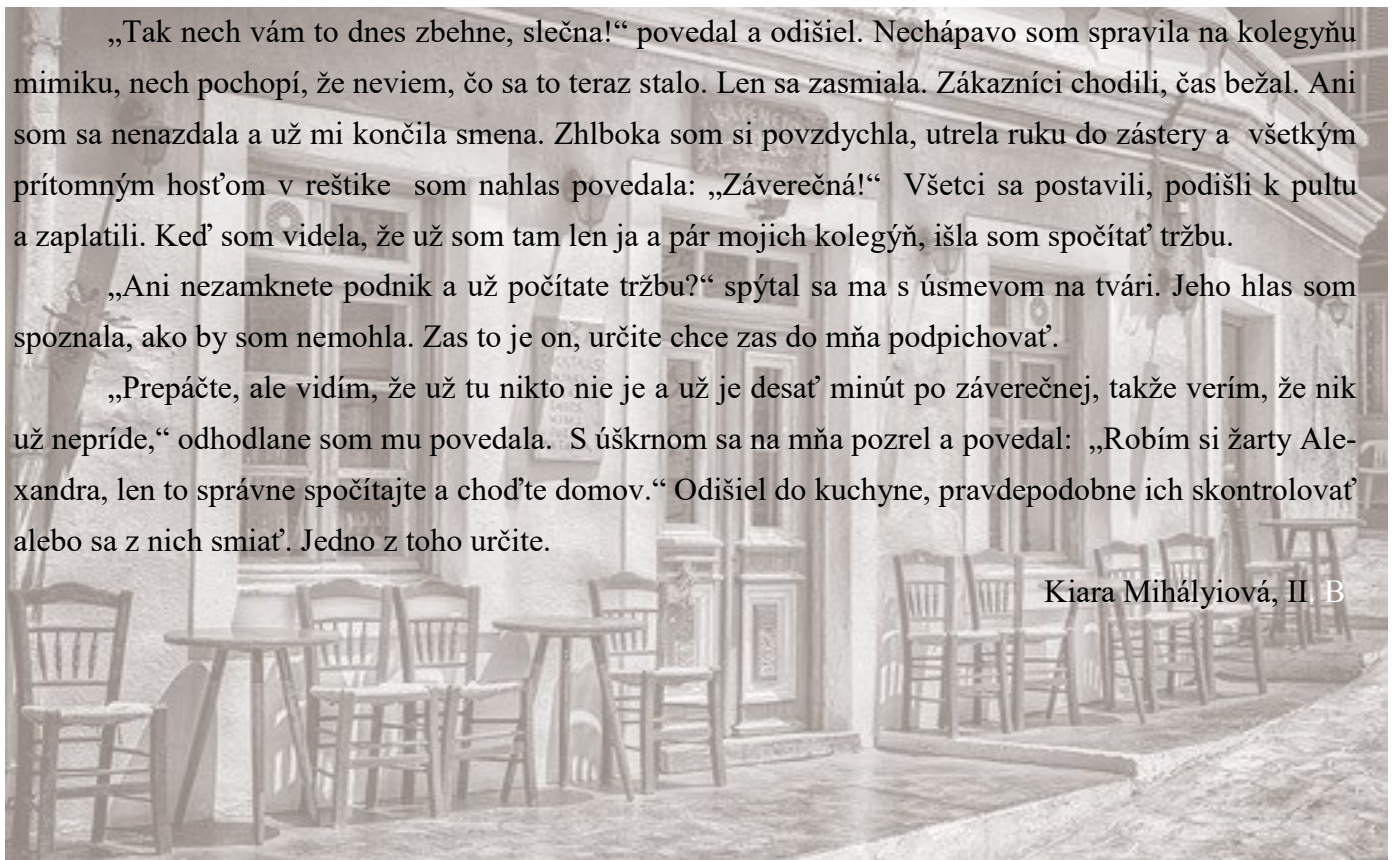 „Tak nech vám to dnes zbehne, slečna!“ povedal a odišiel. Nechápavo som spravila na kolegyňu
mimiku, nech pochopí, že neviem, čo sa to teraz stalo. Len sa zasmiala. Zákazníci chodili, čas bežal. Ani
som sa nenazdala a už mi končila smena. Zhlboka som si povzdychla, utrela ruku do zástery a všetkým
prítomným hosťom v reštike som nahlas povedala: „Záverečná!“ Všetci sa postavili, podišli k pultu
a zaplatili. Keď som videla, že už som tam len ja a pár mojich kolegýň, išla som spočítať tržbu.
„Ani nezamknete podnik a už počítate tržbu?“ spýtal sa ma s úsmevom na tvári. Jeho hlas som
spoznala, ako by som nemohla. Zas to je on, určite chce zas do mňa podpichovať.
„Prepáčte, ale vidím, že už tu nikto nie je a už je desať minút po záverečnej, takže verím, že nik
už nepríde,“ odhodlane som mu povedala. S úškrnom sa na mňa pozrel a povedal: „Robím si žarty Ale-
xandra, len to správne spočítajte a choďte domov.“ Odišiel do kuchyne, pravdepodobne ich skontrolovať
alebo sa z nich smiať. Jedno z toho určite.
Kiara Mihályiová, II. B